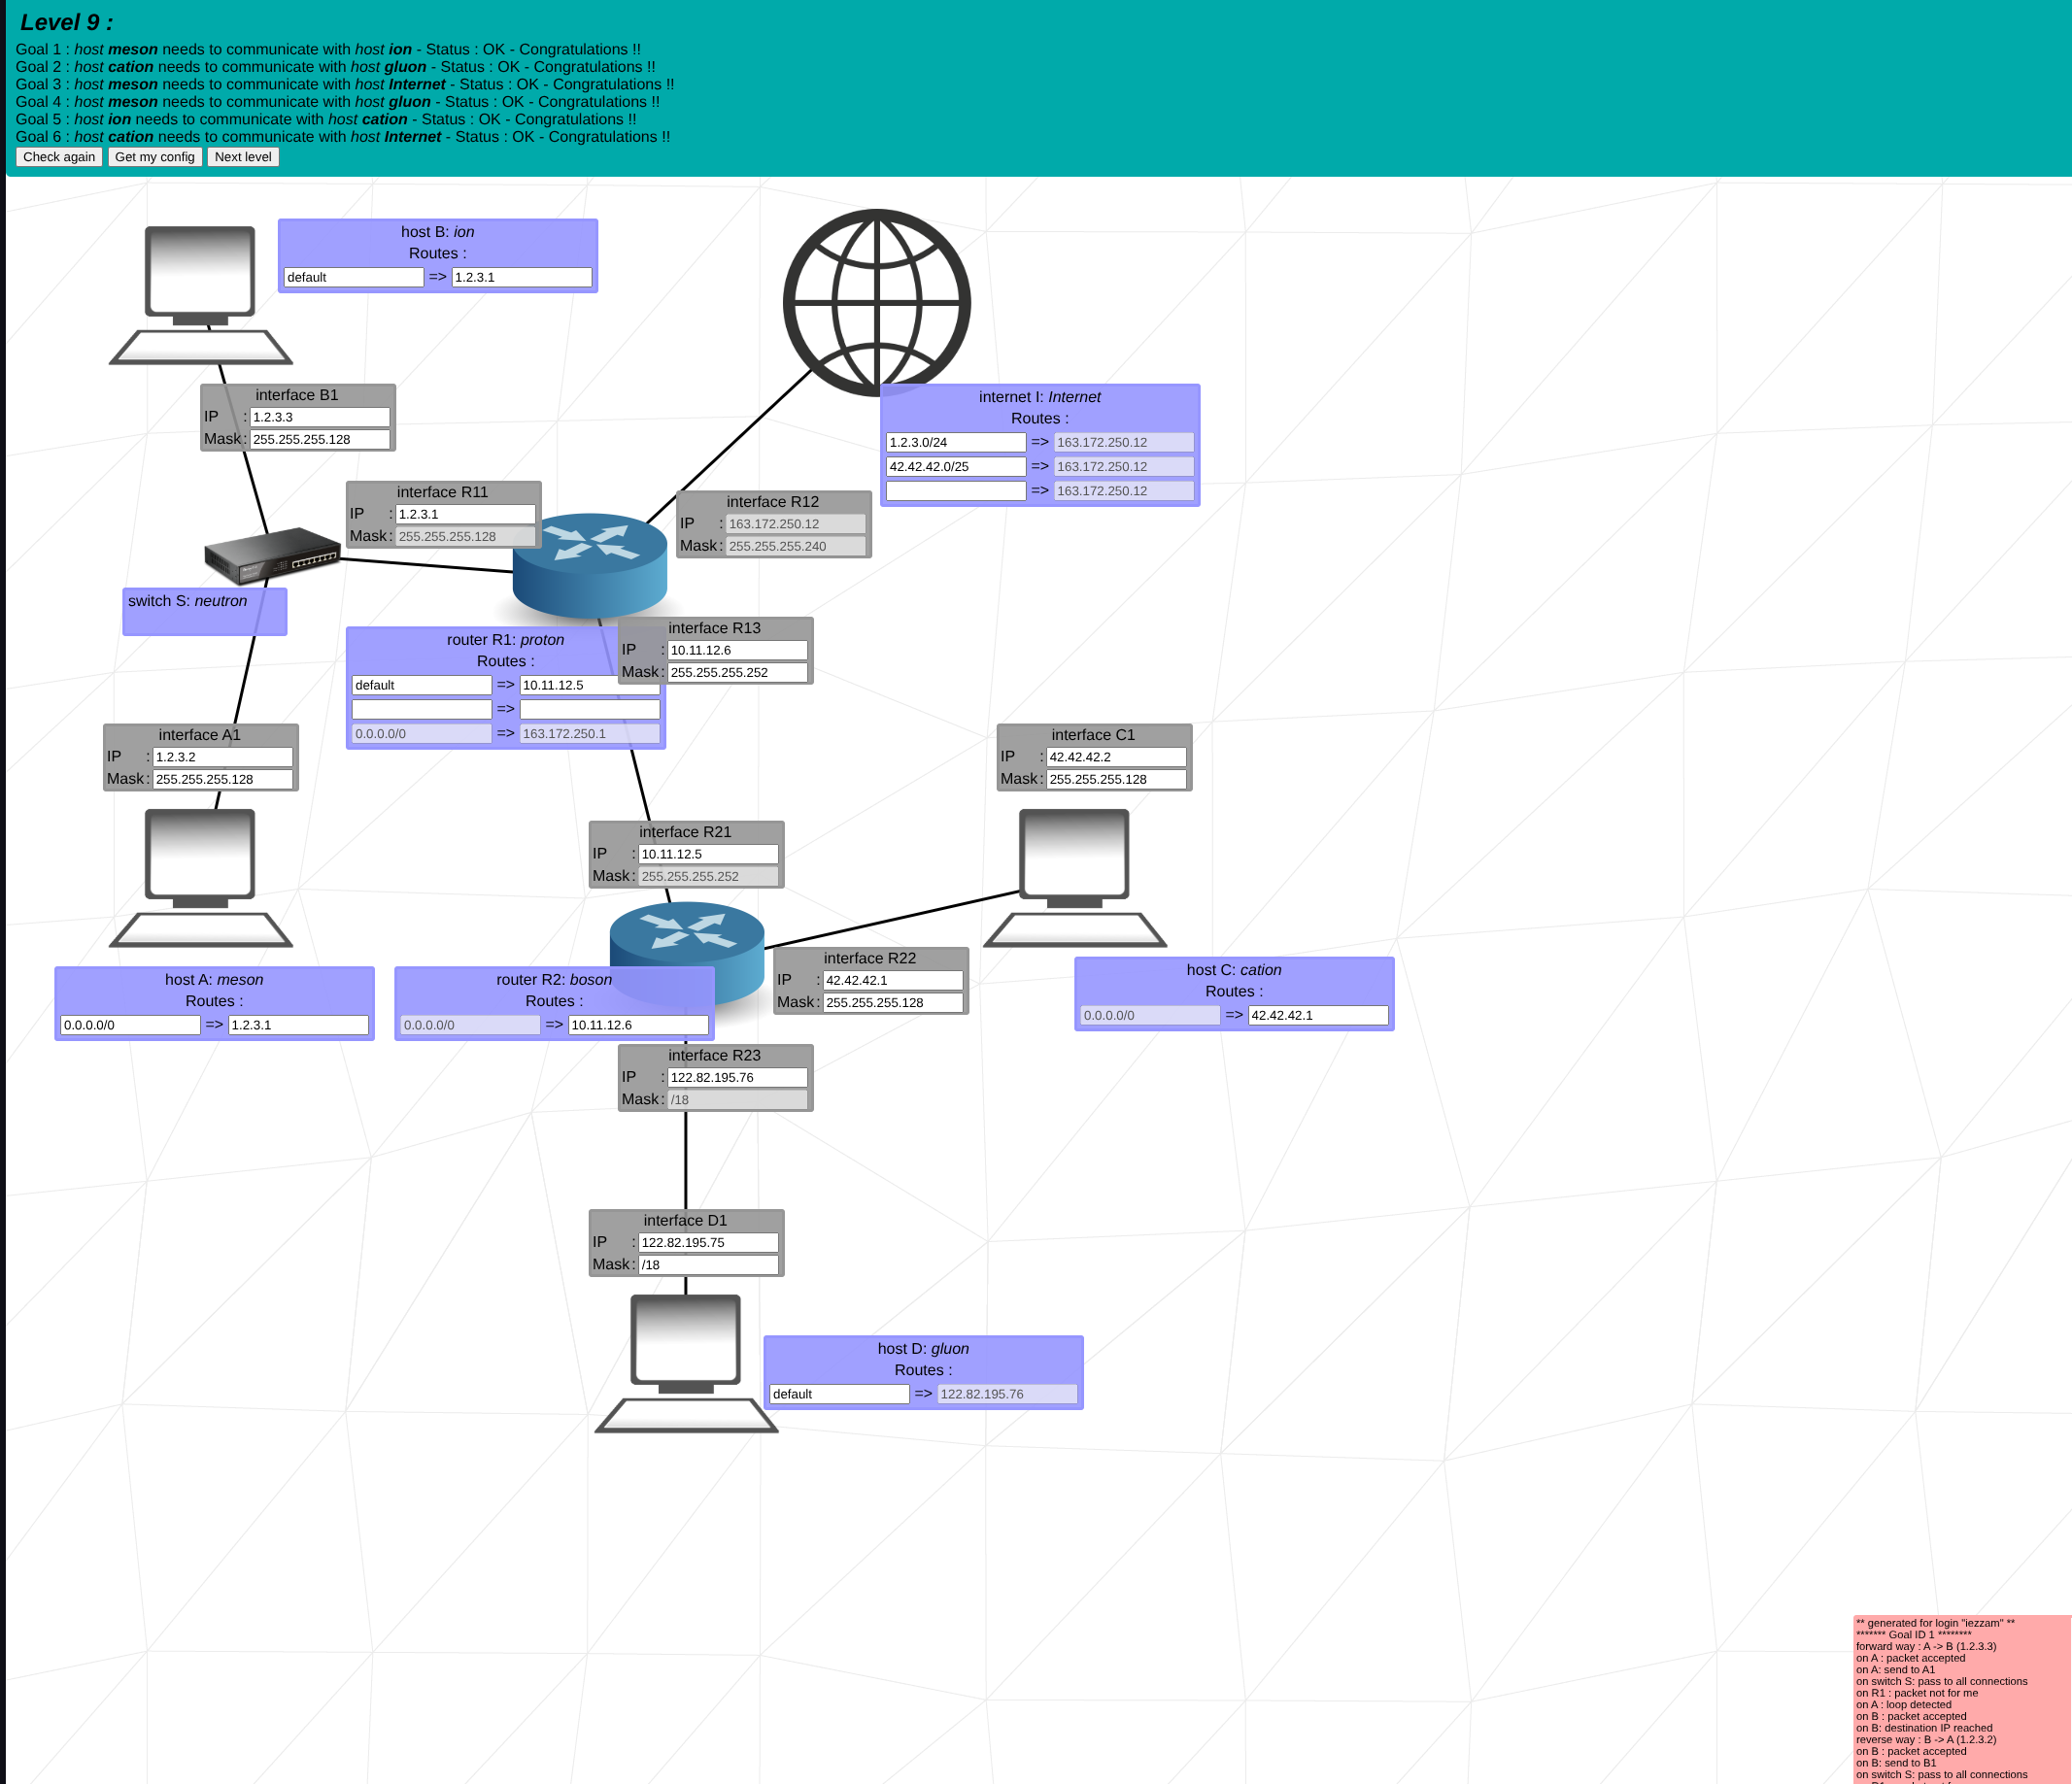 Level 9 :
Goal 1 : host meson needs to communicate with host ion - Status : OK - Congratulations !!
Goal 2 : host cation needs to communicate with host gluon - Status : OK - Congratulations !!
Goal 3 : host meson needs to communicate with host Internet - Status : OK - Congratulations !!
Goal 4 : host meson needs to communicate with host gluon - Status : OK - Congratulations !!
Goal 5 : host ion needs to communicate with host cation - Status : OK - Congratulations !!
Goal 6 : host cation needs to communicate with host Internet - Status : OK - Congratulations !!
Check again Get my config Next level
host B: ion
Routes :
default => 1.2.3.1
interface B1
IP : 1.2.3.3
Mask : 255.255.255.128
internet I: Internet
Routes :
1.2.3.0/24 => 163.172.250.12
42.42.42.0/25 => 163.172.250.12
=> 163.172.250.12
interface R11
IP : 1.2.3.1
Mask : 255.255.255.128
interface R12
IP : 163.172.250.12
Mask : 255.255.255.240
switch S: neutron
router R1: proton
Routes :
default => 10.11.12.5
=>
0.0.0.0/0 => 163.172.250.1
interface R13
IP : 10.11.12.6
Mask : 255.255.255.252
interface A1
IP : 1.2.3.2
Mask : 255.255.255.128
interface C1
IP : 42.42.42.2
Mask : 255.255.255.128
interface R21
IP : 10.11.12.5
Mask : 255.255.255.252
host A: meson
Routes :
0.0.0.0/0 => 1.2.3.1
router R2: boson
Routes :
0.0.0.0/0 => 10.11.12.6
interface R22
IP : 42.42.42.1
Mask : 255.255.255.128
host C: cation
Routes :
0.0.0.0/0 => 42.42.42.1
interface R23
IP : 122.82.195.76
Mask : /18
interface D1
IP : 122.82.195.75
Mask : /18
host D: gluon
Routes :
default => 122.82.195.76
** generated for login "iezzam" **
******* Goal ID 1 ********
forward way : A -> B (1.2.3.3)
on A : packet accepted
on A: send to A1
on switch S: pass to all connections
on R1 : packet not for me
on A : loop detected
on B : packet accepted
on B: destination IP reached
reverse way : B -> A (1.2.3.2)
on B : packet accepted
on B: send to B1
on switch S: pass to all connections